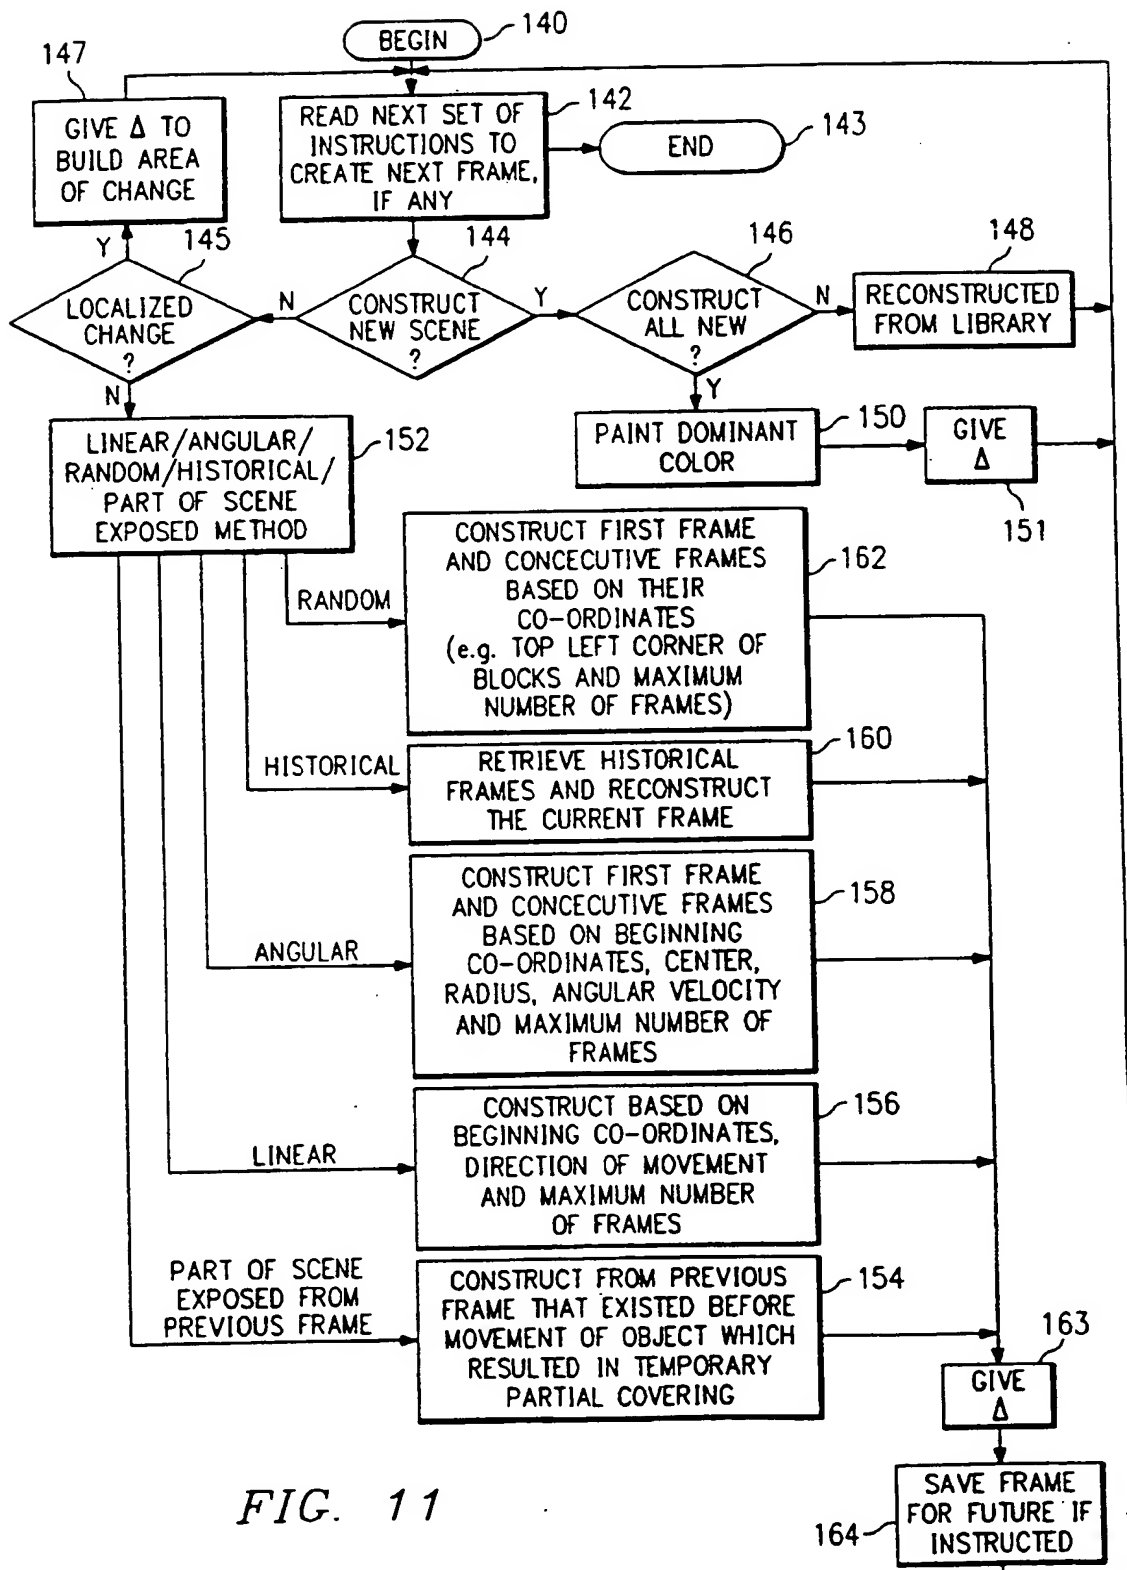 BEGIN
140
147
GIVE Δ TO
BUILD AREA
OF CHANGE
READ NEXT SET OF
INSTRUCTIONS TO
CREATE NEXT FRAME,
IF ANY
142
END
143
Y
145
LOCALIZED
CHANGE
?
N
144
CONSTRUCT
NEW SCENE
?
Y
146
CONSTRUCT
ALL NEW
?
N
148
RECONSTRUCTED
FROM LIBRARY
N
Y
LINEAR/ANGULAR/
RANDOM/HISTORICAL/
PART OF SCENE
EXPOSED METHOD
152
PAINT DOMINANT
COLOR
150
GIVE
Δ
151
RANDOM
CONSTRUCT FIRST FRAME
AND CONCECUTIVE FRAMES
BASED ON THEIR
CO-ORDINATES
(e.g. TOP LEFT CORNER OF
BLOCKS AND MAXIMUM
NUMBER OF FRAMES)
162
HISTORICAL
RETRIEVE HISTORICAL
FRAMES AND RECONSTRUCT
THE CURRENT FRAME
160
ANGULAR
CONSTRUCT FIRST FRAME
AND CONCECUTIVE FRAMES
BASED ON BEGINNING
CO-ORDINATES, CENTER,
RADIUS, ANGULAR VELOCITY
AND MAXIMUM NUMBER OF
FRAMES
158
LINEAR
CONSTRUCT BASED ON
BEGINNING CO-ORDINATES,
DIRECTION OF MOVEMENT
AND MAXIMUM NUMBER
OF FRAMES
156
PART OF SCENE
EXPOSED FROM
PREVIOUS FRAME
CONSTRUCT FROM PREVIOUS
FRAME THAT EXISTED BEFORE
MOVEMENT OF OBJECT WHICH
RESULTED IN TEMPORARY
PARTIAL COVERING
154
163
GIVE
Δ
SAVE FRAME
FOR FUTURE IF
INSTRUCTED
164
FIG. 11